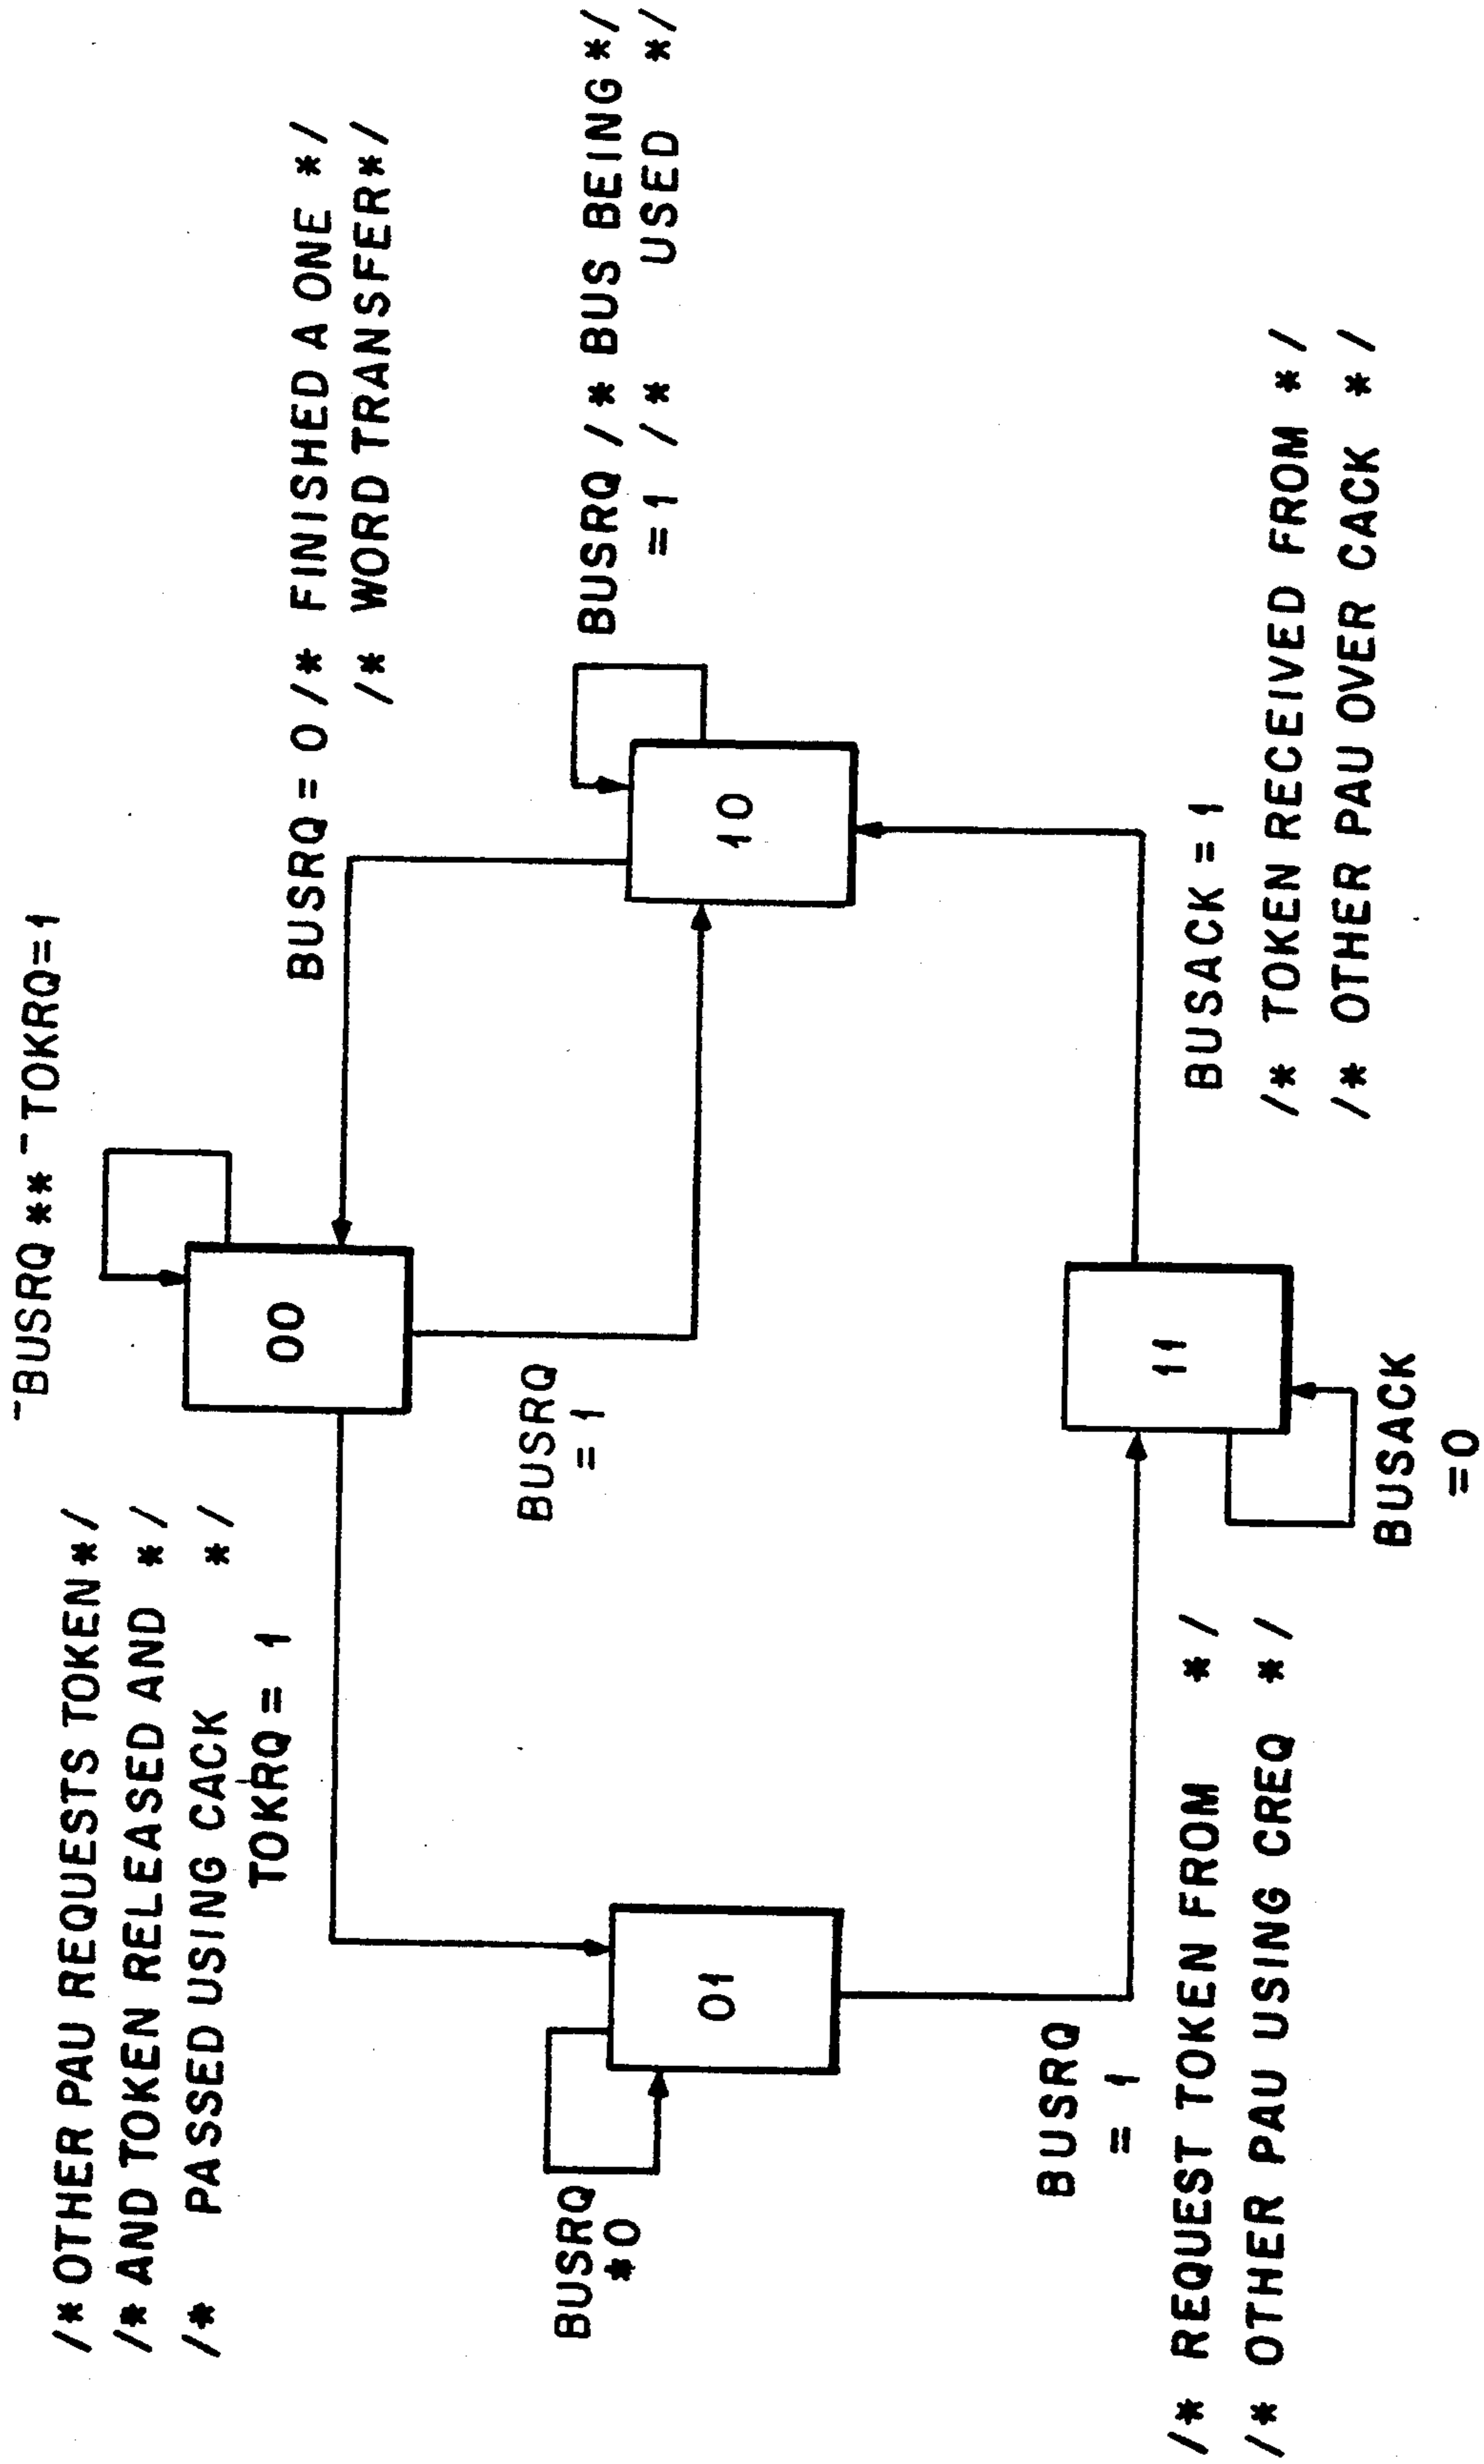 ‾BUSRQ ** ‾TOKRQ=1
/* OTHER PAU REQUESTS TOKEN */
/* AND TOKEN RELEASED AND */
/* PASSED USING CACK */
TOKRQ = 1
00
BUSRQ = 0 /* FINISHED A ONE */
/* WORD TRANSFER*/
BUSRQ
= 1
BUSRQ
*0
01
10
BUSRQ /* BUS BEING */
= 1 /* USED */
BUSRQ
= 1
/* REQUEST TOKEN FROM */
/* OTHER PAU USING CREQ */
11
BUSACK
=0
BUSACK = 1
/* TOKEN RECEIVED FROM */
/* OTHER PAU OVER CACK */